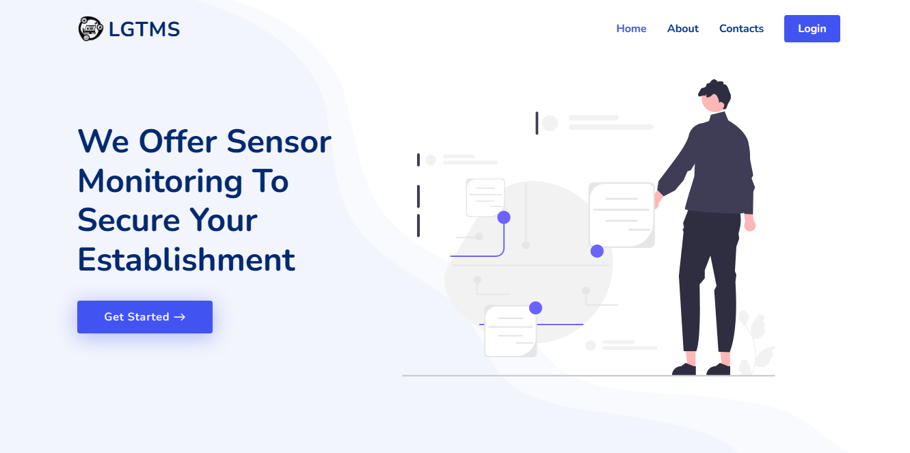 LGTMS
Home About Contacts Login
We Offer Sensor
Monitoring To
Secure Your
Establishment
Get Started →